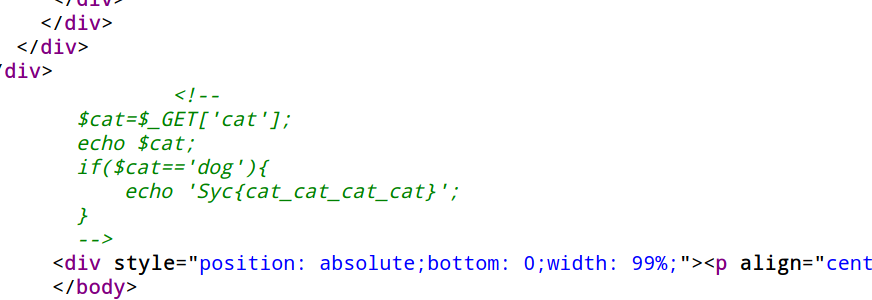 </div>
</div>
</div>
/div>
<!--
$cat=$_GET['cat'];
echo $cat;
if($cat=='dog'){
echo 'Syc{cat_cat_cat_cat}';
}
-->
<div style="position: absolute;bottom: 0;width: 99%;"><p align="cent
</body>